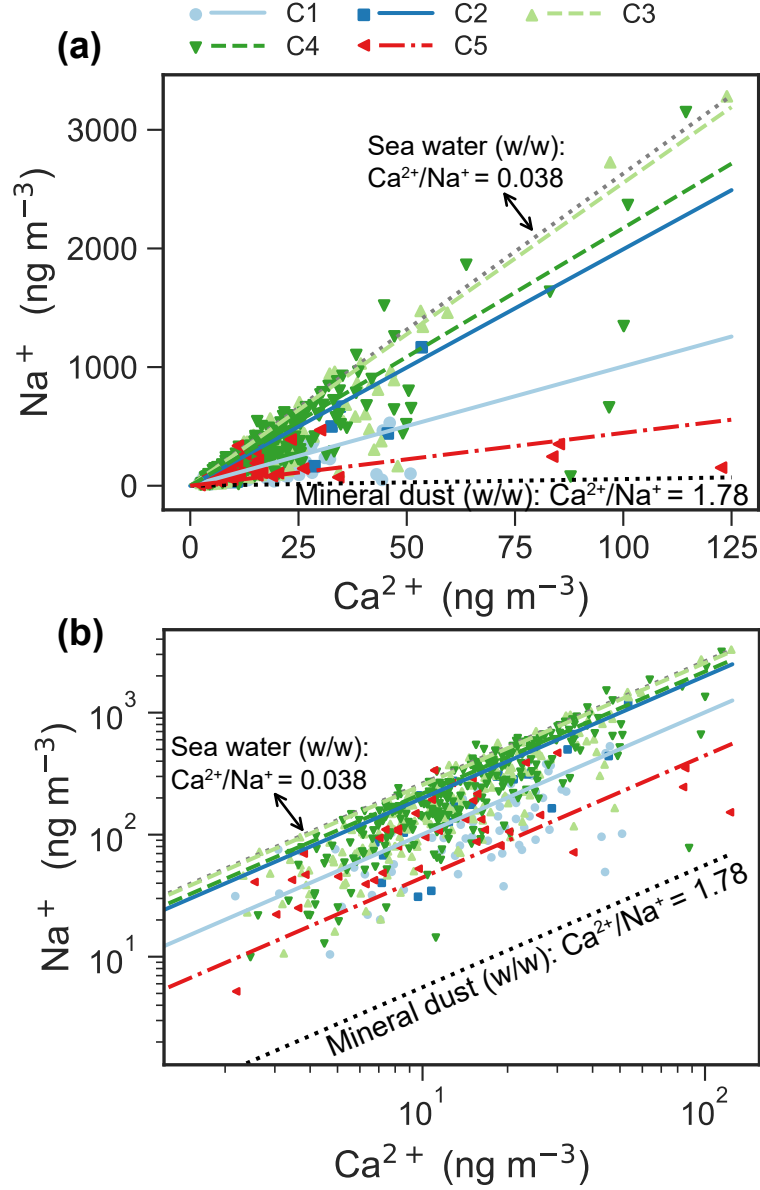 C1 C2 C3
C4 C5
(a)
3000
2000
1000
0
Na⁺ (ng m⁻³)
Sea water (w/w):
Ca²⁺/Na⁺ = 0.038
Mineral dust (w/w): Ca²⁺/Na⁺ = 1.78
0 25 50 75 100 125
Ca²⁺ (ng m⁻³)
(b)
10³
10²
10¹
Na⁺ (ng m⁻³)
Sea water (w/w):
Ca²⁺/Na⁺ = 0.038
Mineral dust (w/w): Ca²⁺/Na⁺ = 1.78
10¹ 10²
Ca²⁺ (ng m⁻³)